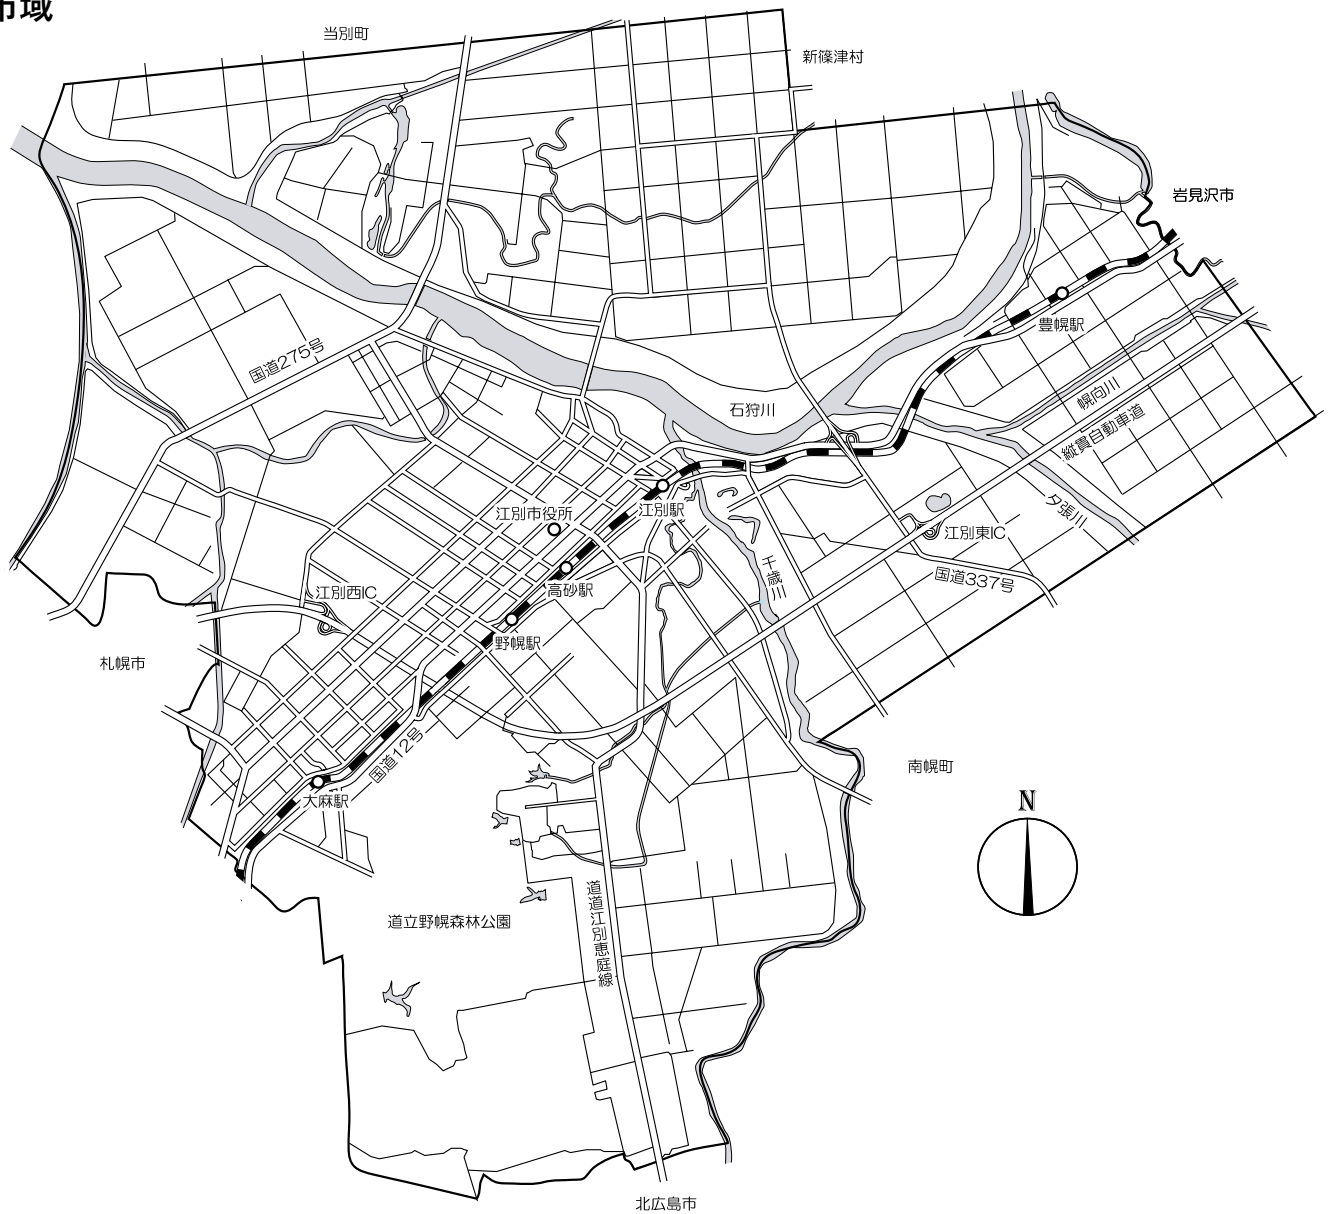 市域
当別町
新篠津村
岩見沢市
国道275号
豊幌駅
石狩川
幌向川
縦貫自動車道
夕張川
江別市役所
江別駅
江別東IC
千歳川
国道337号
高砂駅
江別西IC
野幌駅
札幌市
国道12号
南幌町
大麻駅
N
道立野幌森林公園
道道江別恵庭線
北広島市